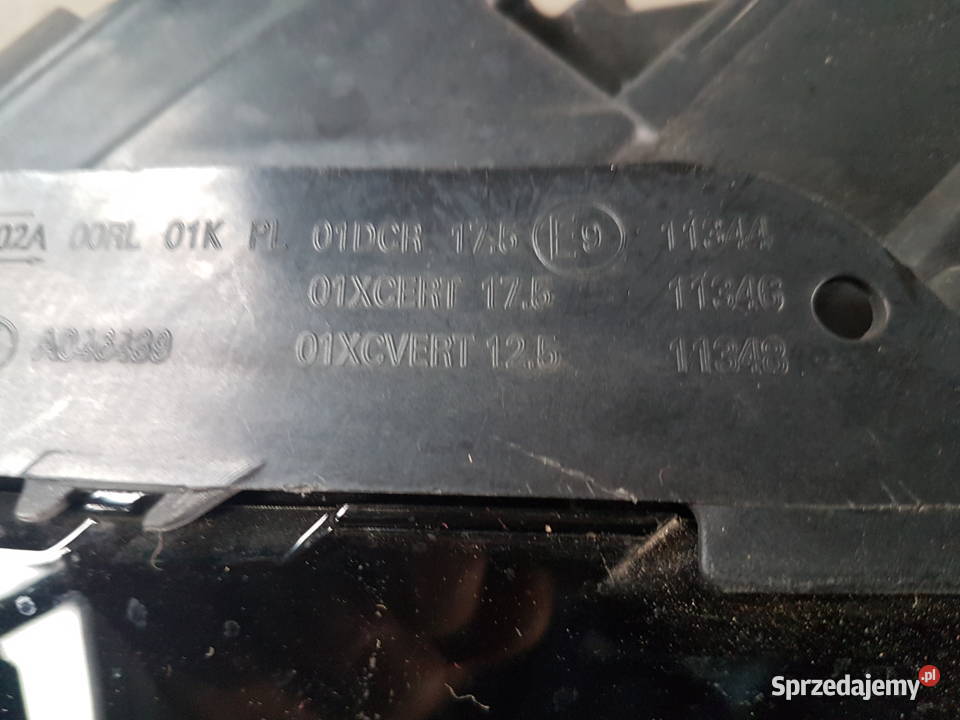 02A 00RL 01K PL 01DCR 17.5 E9 11344
01XCERT 17.5 11346
01XCVERT 12.5 11348
Sprzedajemy.pl